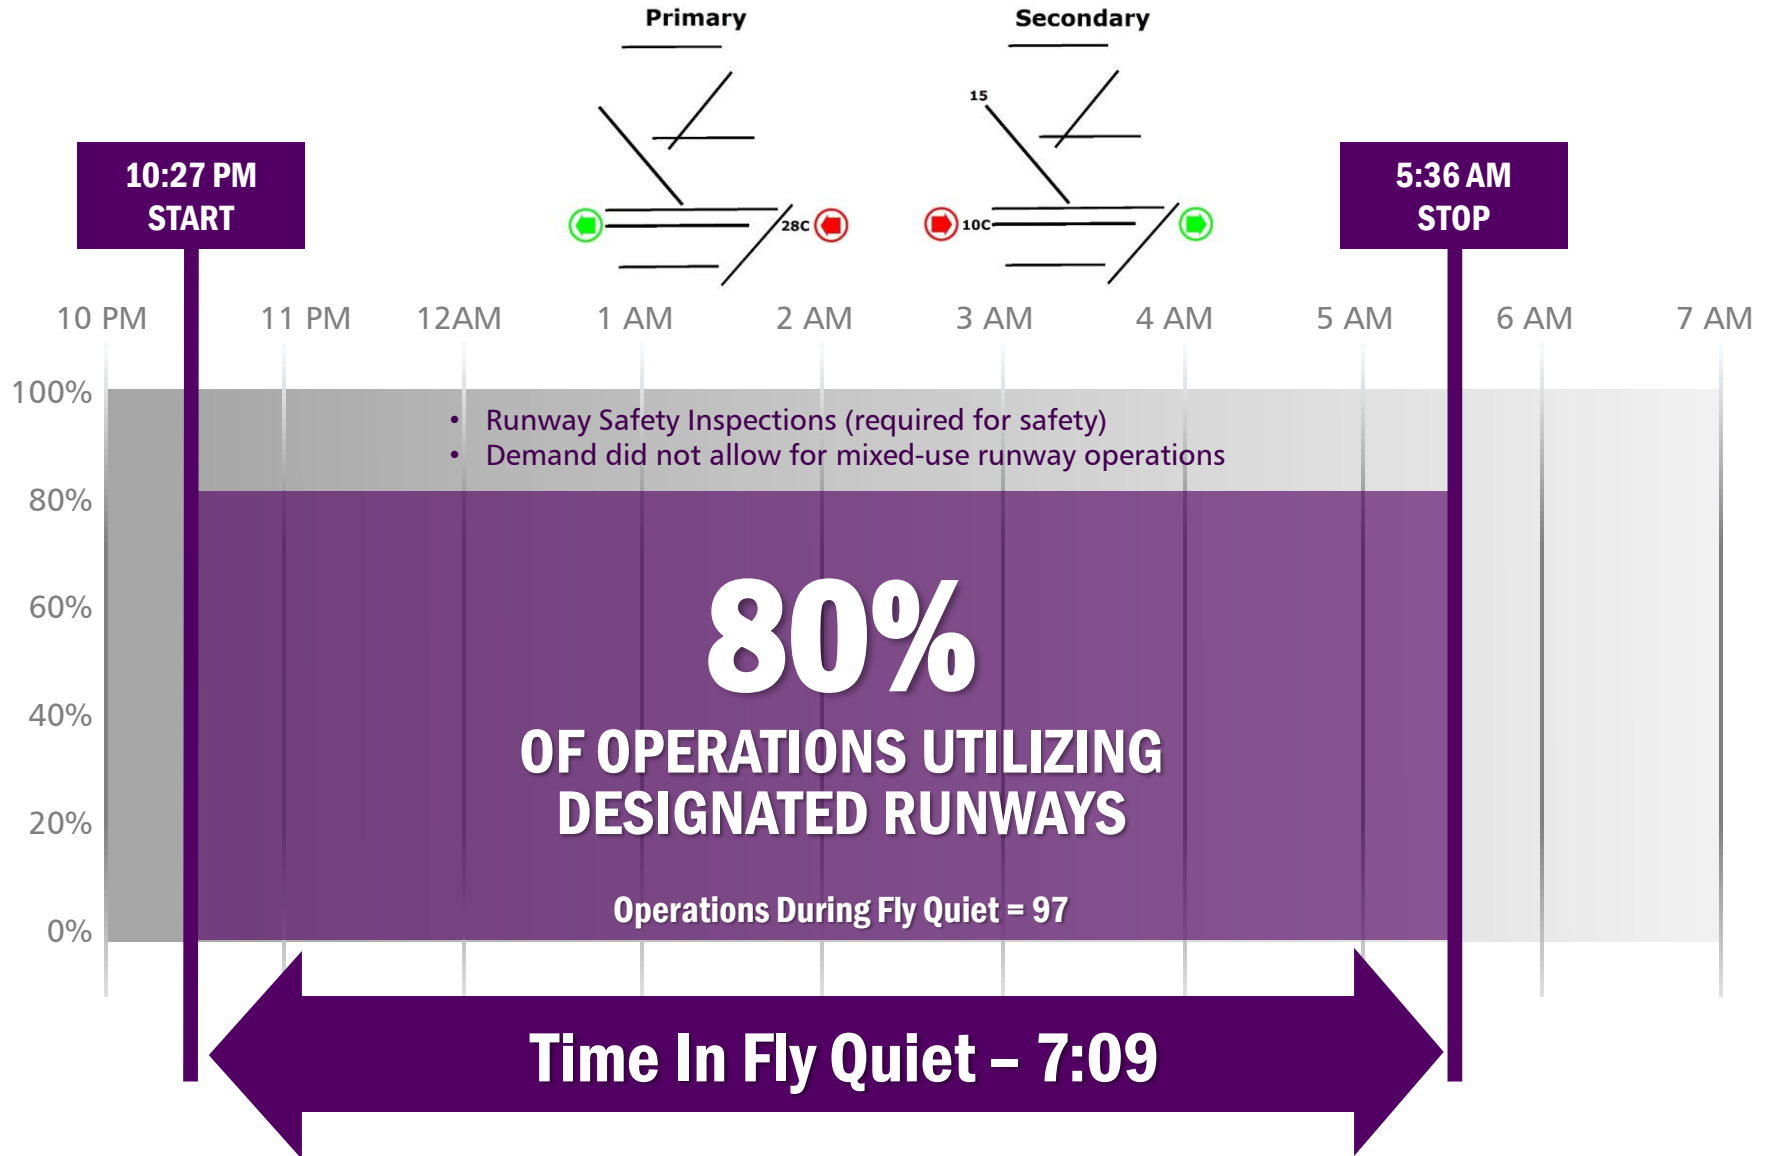 Primary
Secondary
15
28C
10C
10:27 PM
START
5:36 AM
STOP
10 PM
11 PM
12AM
1 AM
2 AM
3 AM
4 AM
5 AM
6 AM
7 AM
100%
80%
60%
40%
20%
0%
• Runway Safety Inspections (required for safety)
• Demand did not allow for mixed-use runway operations
80%
OF OPERATIONS UTILIZING
DESIGNATED RUNWAYS
Operations During Fly Quiet = 97
Time In Fly Quiet – 7:09